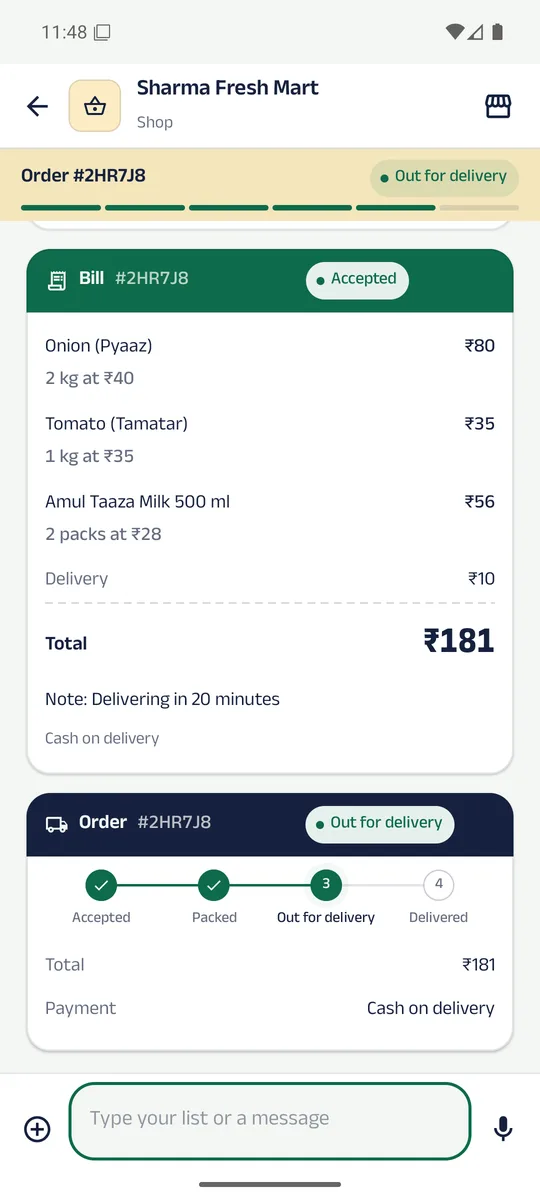 11:48
Sharma Fresh Mart
Shop
Order #2HR7J8
Out for delivery
Bill #2HR7J8
Accepted
Onion (Pyaaz) ₹80
2 kg at ₹40
Tomato (Tamatar) ₹35
1 kg at ₹35
Amul Taaza Milk 500 ml ₹56
2 packs at ₹28
Delivery ₹10
Total ₹181
Note: Delivering in 20 minutes
Cash on delivery
Order #2HR7J8
Out for delivery
3 4
Accepted Packed Out for delivery Delivered
Total ₹181
Payment Cash on delivery
Type your list or a message